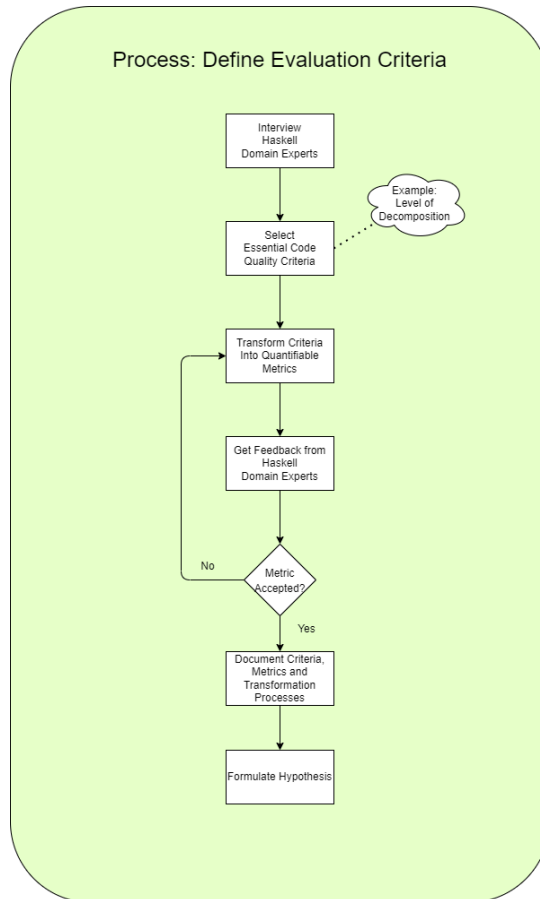 Process: Define Evaluation Criteria
Interview
Haskell
Domain Experts
Example:
Level of
Decomposition
Select
Essential Code
Quality Criteria
Transform Criteria
Into Quantifiable
Metrics
Get Feedback from
Haskell
Domain Experts
No
Metric
Accepted?
Yes
Document Criteria,
Metrics and
Transformation
Processes
Formulate Hypothesis